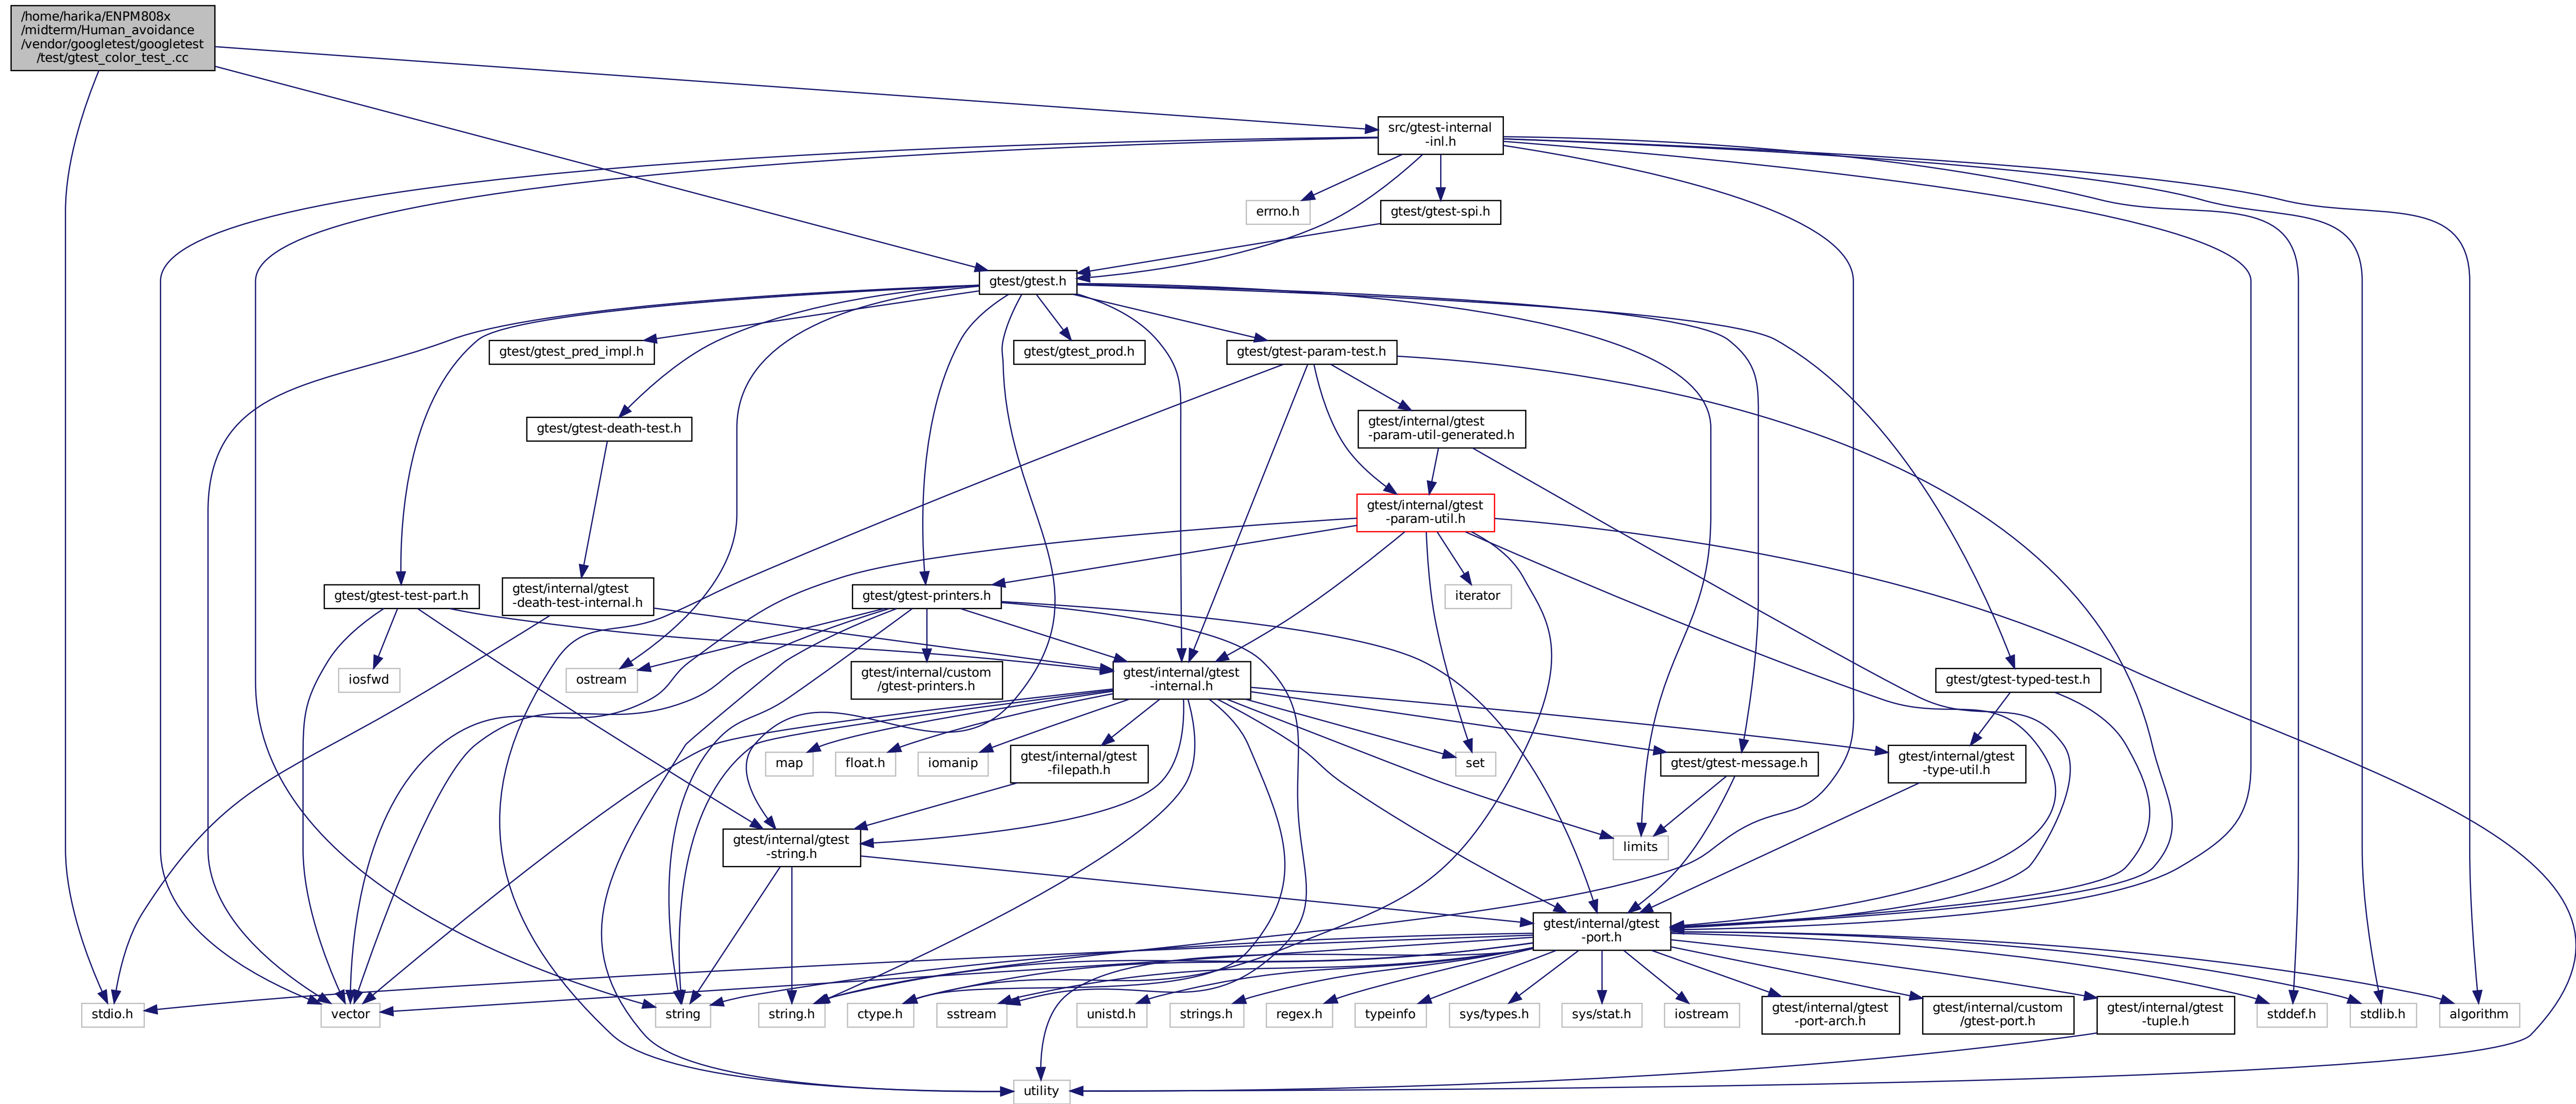 /home/harika/ENPM808x
/midterm/Human_avoidance
/vendor/googletest/googletest
/test/gtest_color_test_.cc
src/gtest-internal
-inl.h
errno.h
gtest/gtest-spi.h
gtest/gtest.h
gtest/gtest_pred_impl.h
gtest/gtest_prod.h
gtest/gtest-param-test.h
gtest/gtest-death-test.h
gtest/internal/gtest
-param-util-generated.h
gtest/internal/gtest
-param-util.h
gtest/gtest-test-part.h
gtest/internal/gtest
-death-test-internal.h
gtest/gtest-printers.h
iterator
iosfwd
ostream
gtest/internal/custom
/gtest-printers.h
gtest/internal/gtest
-internal.h
gtest/gtest-typed-test.h
map
float.h
iomanip
gtest/internal/gtest
-filepath.h
set
gtest/gtest-message.h
gtest/internal/gtest
-type-util.h
gtest/internal/gtest
-string.h
limits
gtest/internal/gtest
-port.h
stdio.h
vector
string
string.h
ctype.h
sstream
unistd.h
strings.h
regex.h
typeinfo
sys/types.h
sys/stat.h
iostream
gtest/internal/gtest
-port-arch.h
gtest/internal/custom
/gtest-port.h
gtest/internal/gtest
-tuple.h
stddef.h
stdlib.h
algorithm
utility